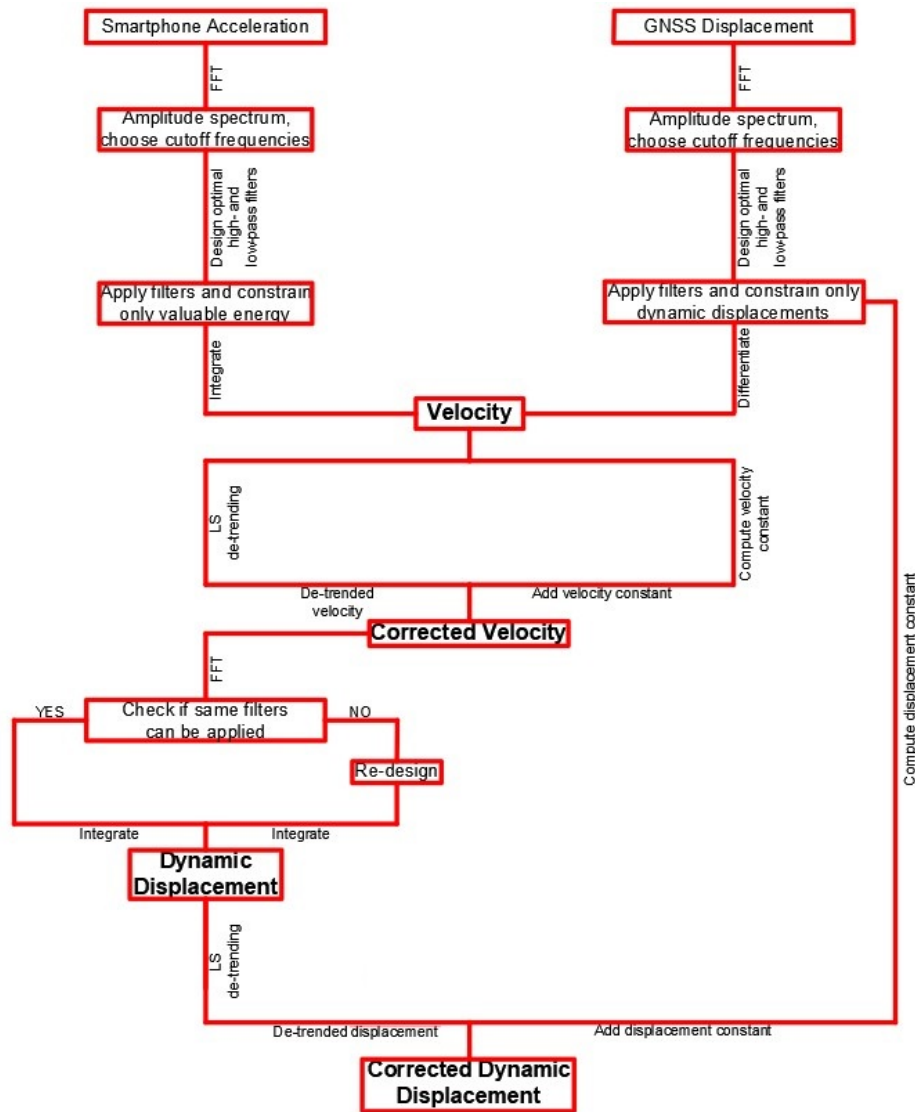 Smartphone Acceleration
GNSS Displacement
FFT
FFT
Amplitude spectrum,
choose cutoff frequencies
Amplitude spectrum,
choose cutoff frequencies
Design optimal
high- and
low-pass filters
Design optimal
high- and
low-pass filters
Apply filters and constrain
only valuable energy
Apply filters and constrain only
dynamic displacements
Integrate
Differentiate
Velocity
LS
de-trending
Compute velocity
constant
De-trended
velocity
Add velocity constant
Corrected Velocity
FFT
Compute displacement constant
YES
Check if same filters
can be applied
NO
Re-design
Integrate
Integrate
Dynamic
Displacement
LS
de-trending
De-trended displacement
Add displacement constant
Corrected Dynamic
Displacement